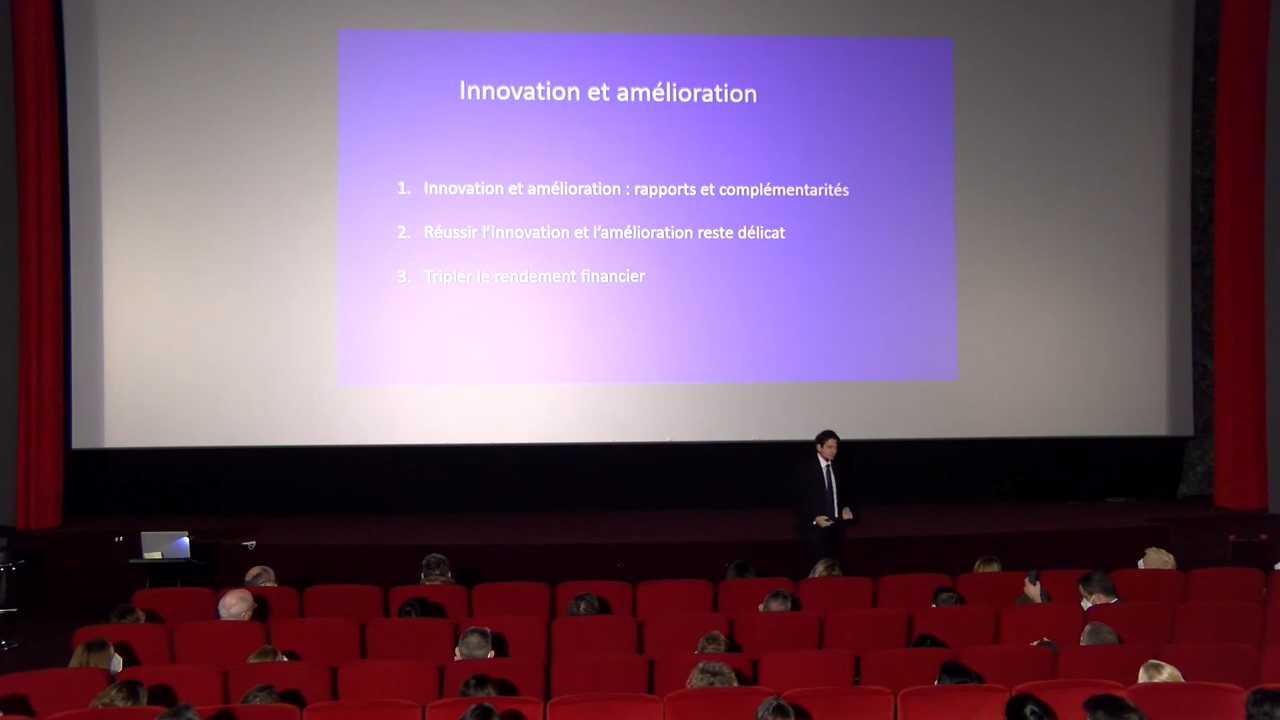 Innovation et amélioration
1. Innovation et amélioration : rapports et complémentarités
2. Réussir l’innovation et l’amélioration reste délicat
3. Tripler le rendement financier